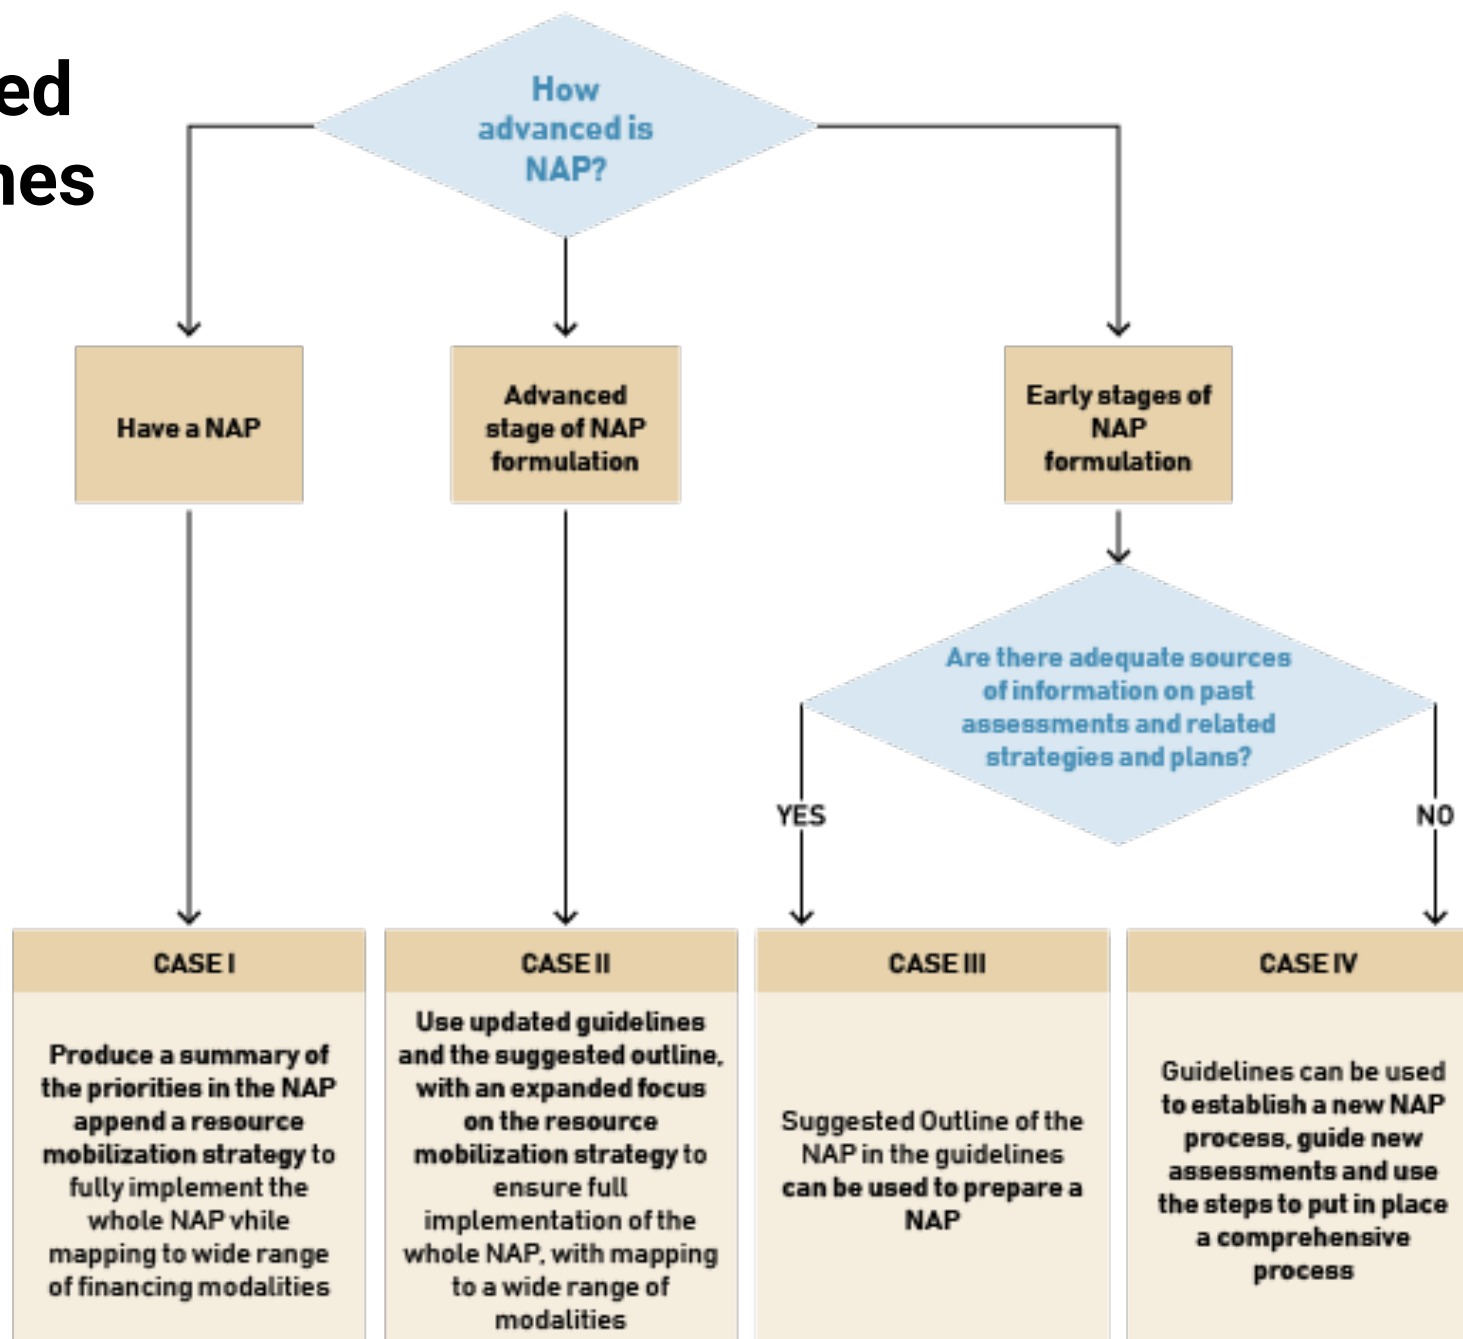 ed
nes
How
advanced is
NAP?
Have a NAP
Advanced
stage of NAP
formulation
Early stages of
NAP
formulation
Are there adequate sources
of information on past
assessments and related
strategies and plans?
YES
NO
CASE I
Produce a summary of
the priorities in the NAP
append a resource
mobilization strategy to
fully implement the
whole NAP vhile
mapping to wide range
of financing modalities
CASE II
Use updated guidelines
and the suggested outline,
with an expanded focus
on the resource
mobilization strategy to
ensure full
implementation of the
whole NAP, with mapping
to a wide range of
modalities
CASE III
Suggested Outline of the
NAP in the guidelines
can be used to prepare a
NAP
CASE IV
Guidelines can be used
to establish a new NAP
process, guide new
assessments and use
the steps to put in place
a comprehensive
process